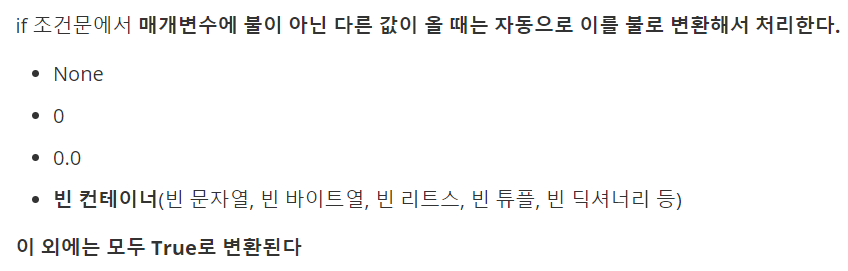 if 조건문에서 매개변수에 불이 아닌 다른 값이 올 때는 자동으로 이를 불로 변환해서 처리한다.
• None
• 0
• 0.0
• 빈 컨테이너(빈 문자열, 빈 바이트열, 빈 리트스, 빈 튜플, 빈 딕셔너리 등)
이 외에는 모두 True로 변환된다